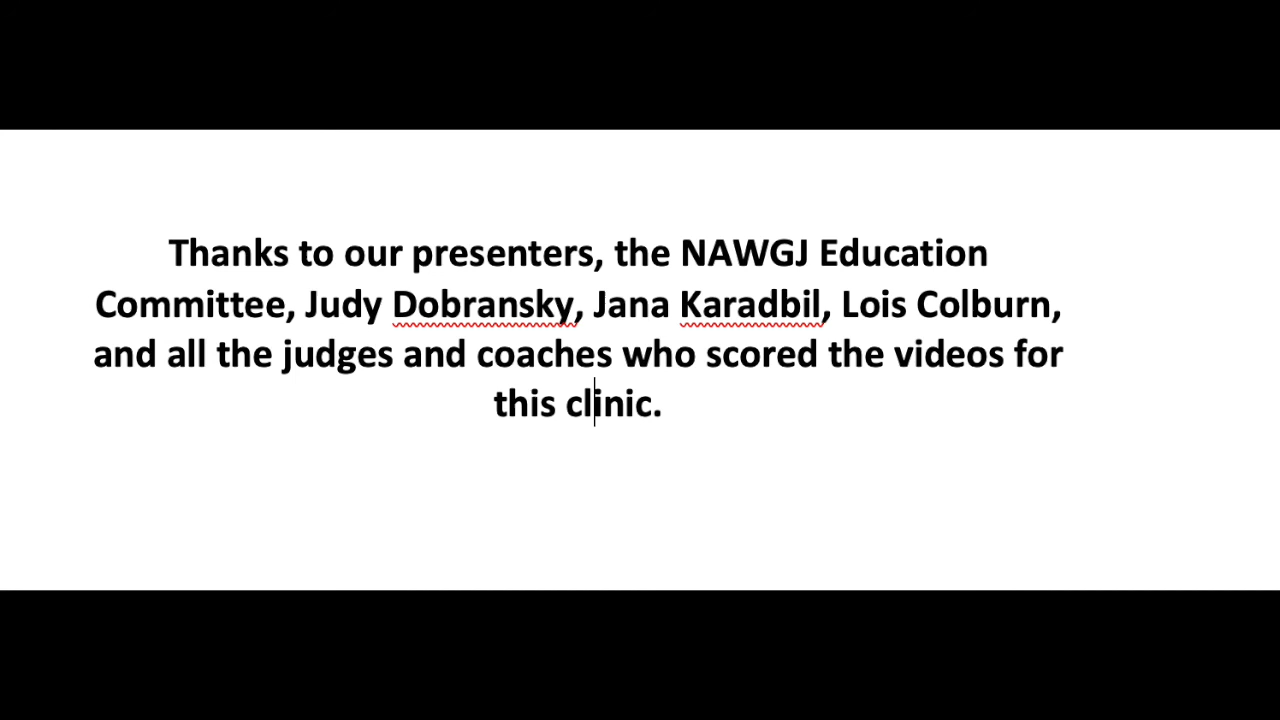 Thanks to our presenters, the NAWGJ Education
Committee, Judy Dobransky, Jana Karadbil, Lois Colburn,
and all the judges and coaches who scored the videos for
this clinic.